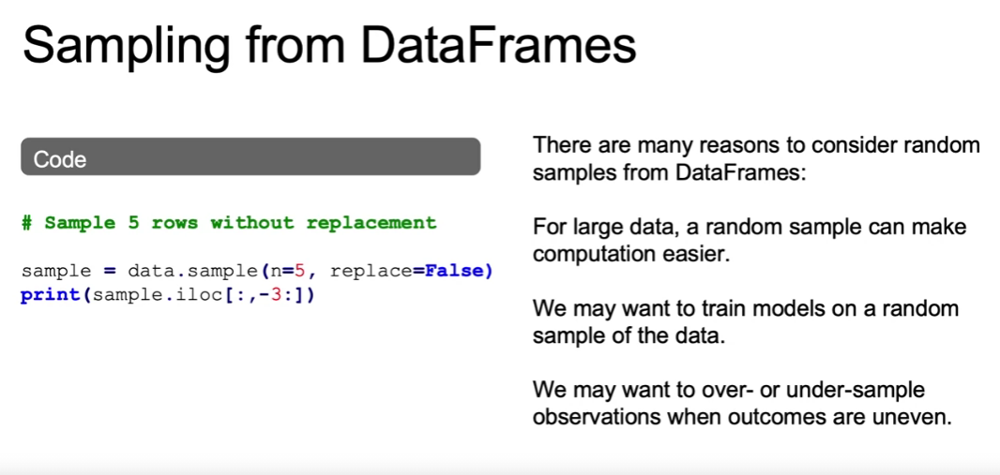 Sampling from DataFrames
Code
# Sample 5 rows without replacement
sample = data.sample(n=5, replace=False)
print(sample.iloc[:,-3:])
There are many reasons to consider random
samples from DataFrames:
For large data, a random sample can make
computation easier.
We may want to train models on a random
sample of the data.
We may want to over- or under-sample
observations when outcomes are uneven.